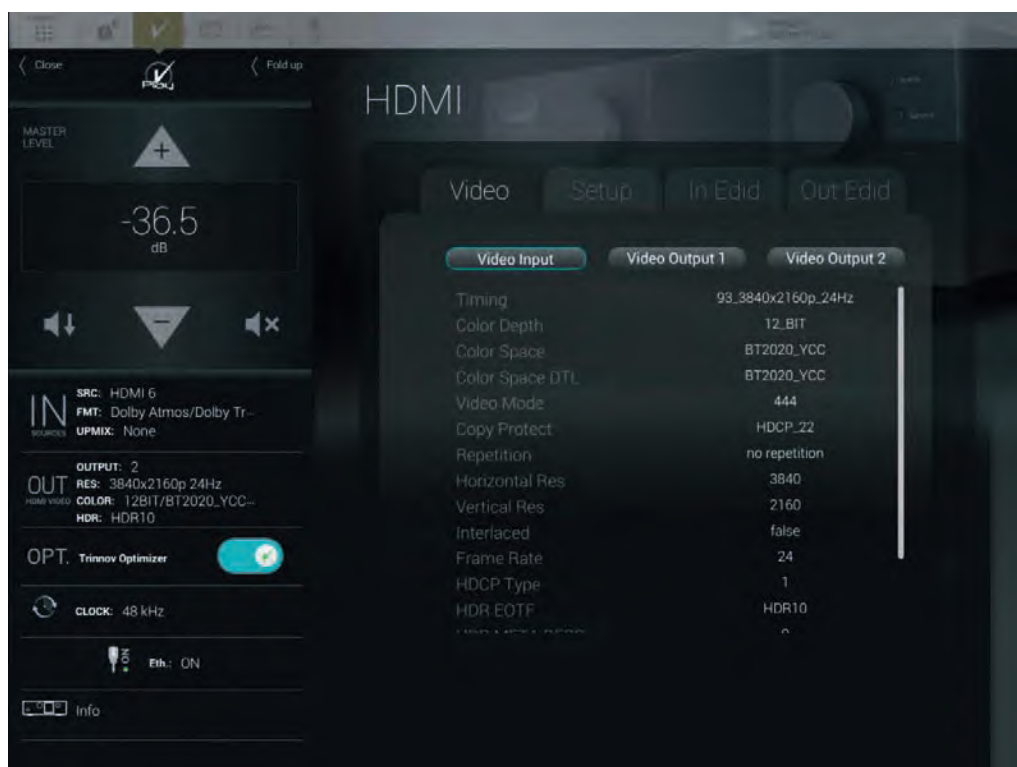 Close
Play
Fold up
MASTER
LEVEL
+
-36.5
dB
-
IN
SOURCES
SRC: HDMI 6
FMT: Dolby Atmos/Dolby Tr...
UPMIX: None
OUT
HDMI VIDEO
OUTPUT: 2
RES: 3840x2160p 24Hz
COLOR: 12BIT/BT2020_YCC...
HDR: HDR10
OPT. Trinnov Optimizer
CLOCK: 48 kHz
ON
Eth.: ON
Info
HDMI
Video Setup In Edid Out Edid
Video Input Video Output 1 Video Output 2
Timing 93_3840x2160p_24Hz
Color Depth 12_BIT
Color Space BT2020_YCC
Color Space DTL BT2020_YCC
Video Mode 444
Copy Protect HDCP_22
Repetition no repetition
Horizontal Res 3840
Vertical Res 2160
Interlaced false
Frame Rate 24
HDCP Type 1
HDR EOTF HDR10